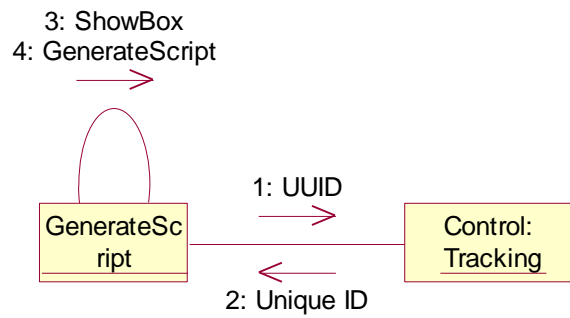 3: ShowBox
4: GenerateScript
1: UUID
GenerateSc
ript
Control:
Tracking
2: Unique ID